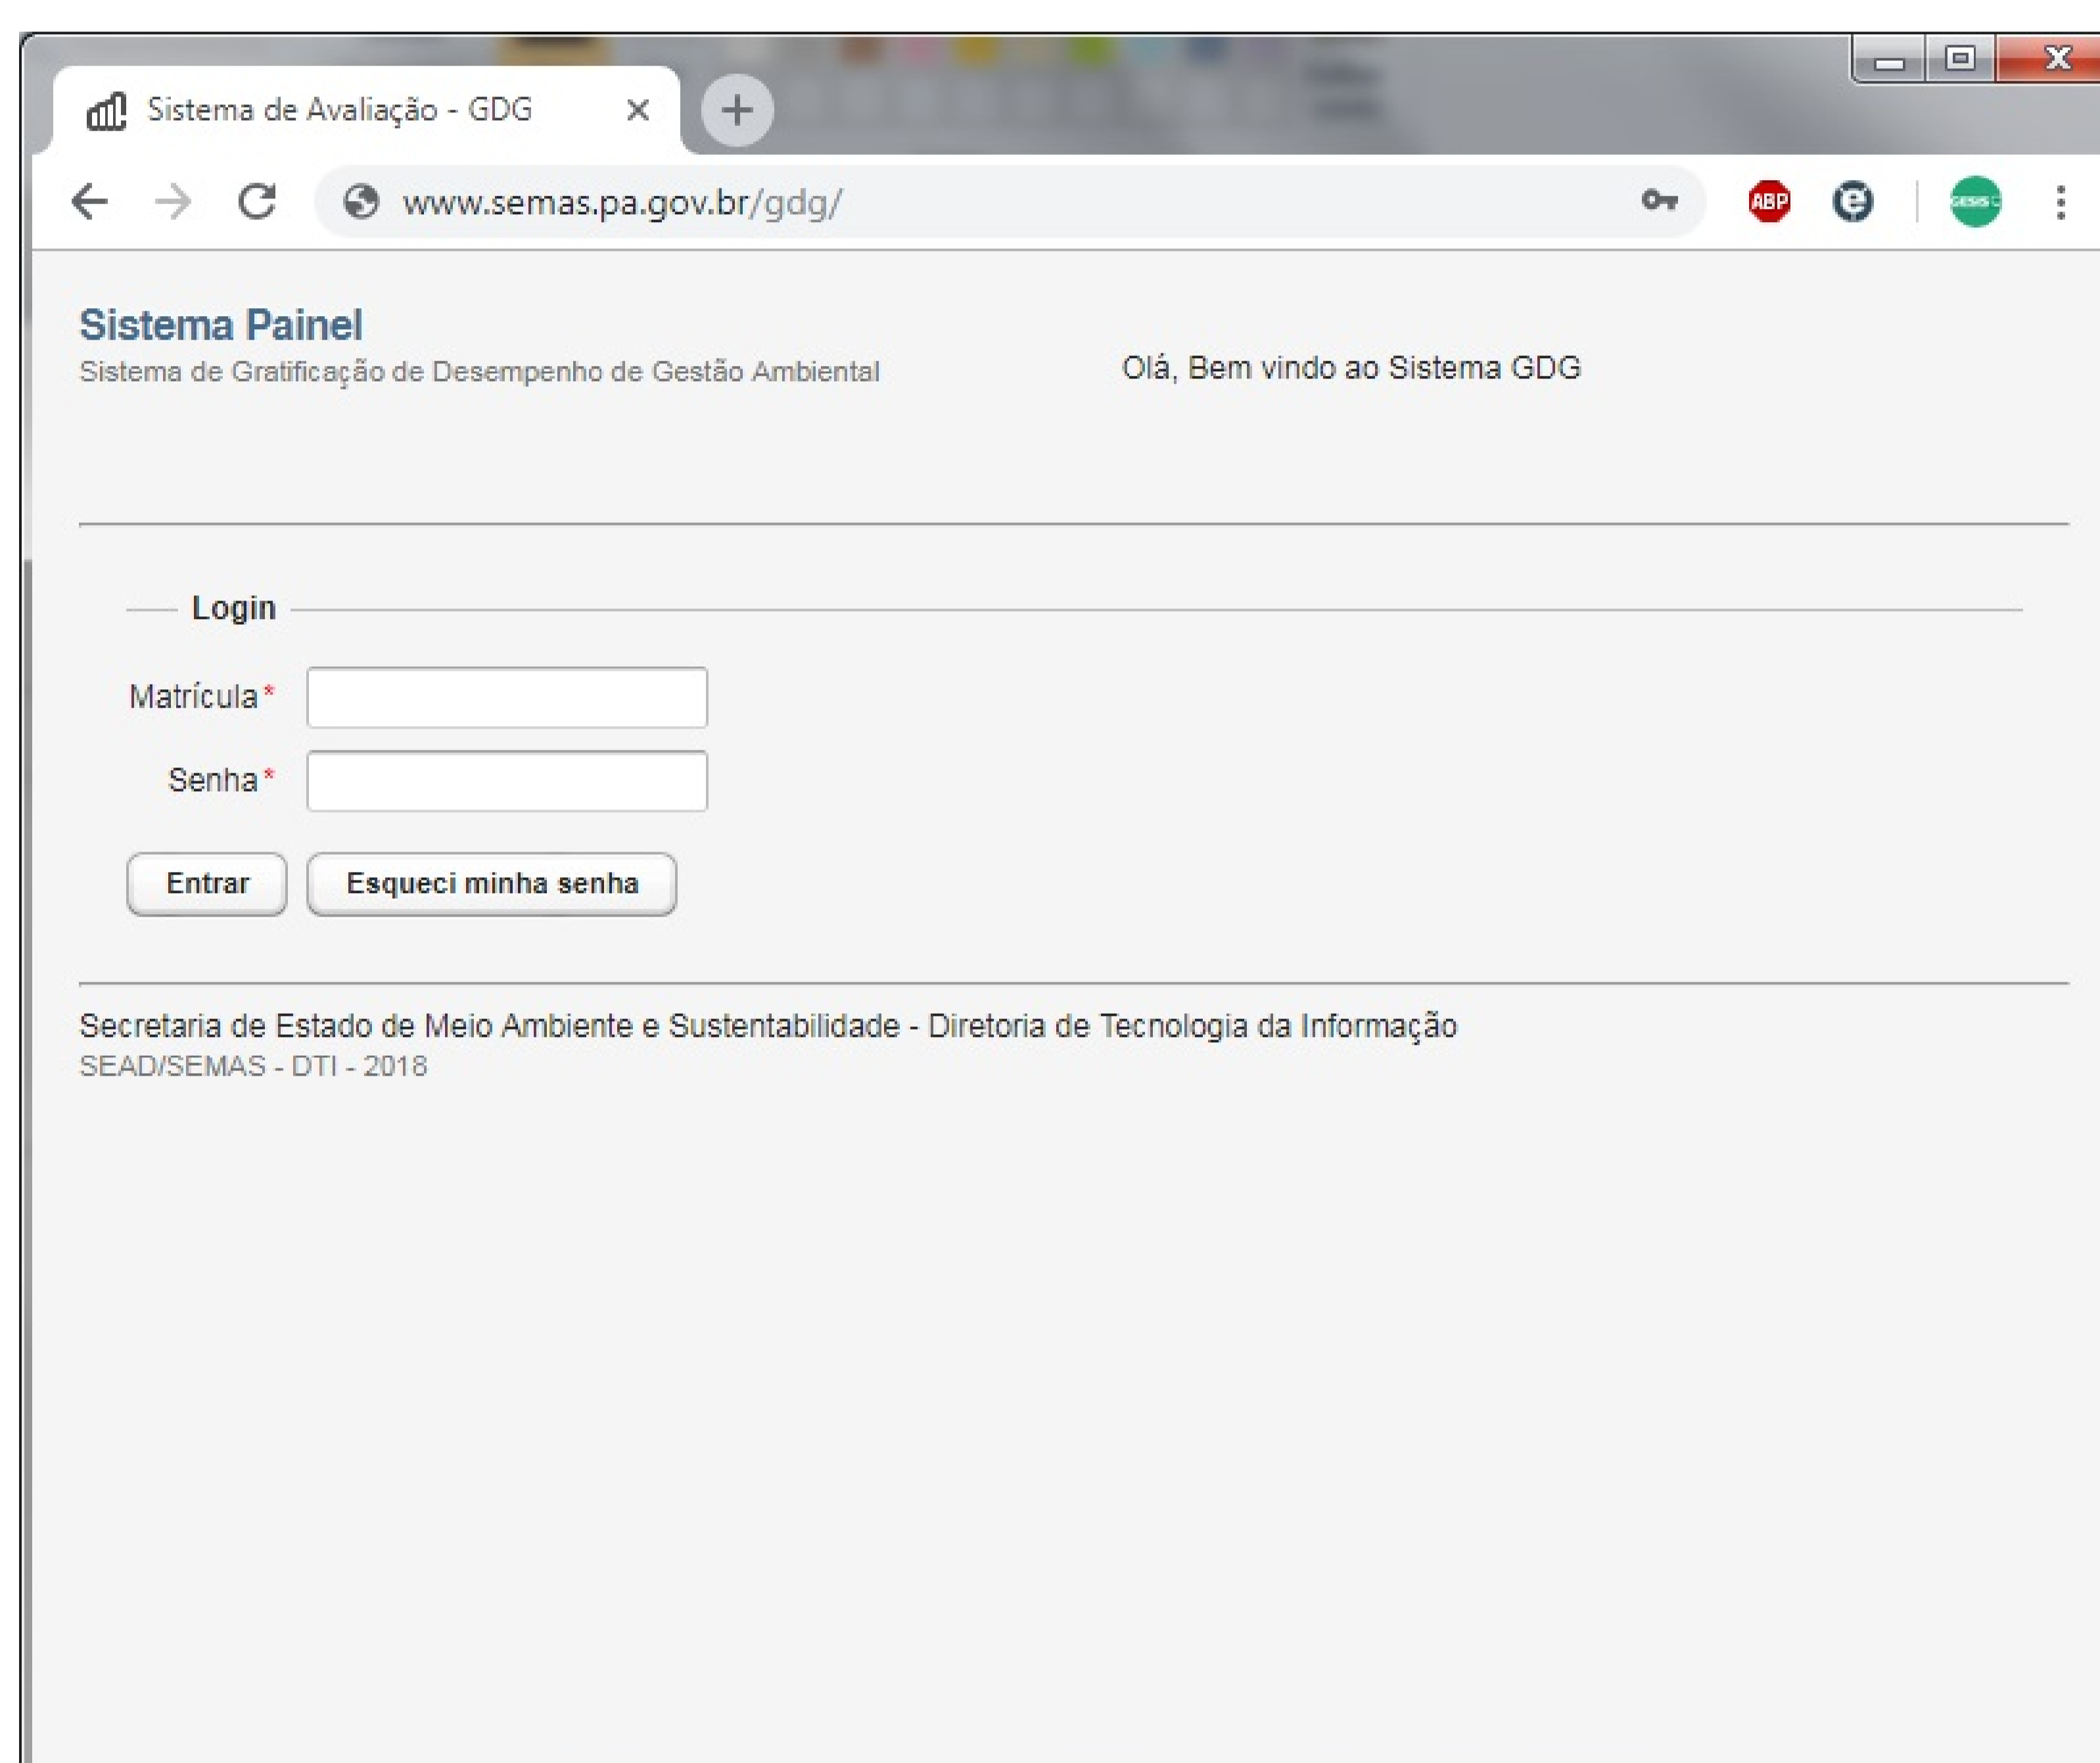 Sistema de Avaliação - GDG
www.semas.pa.gov.br/gdg/
ABP
Sistema Painel
Sistema de Gratificação de Desempenho de Gestão Ambiental
Olá, Bem vindo ao Sistema GDG
Login
Matrícula*
Senha*
Entrar Esqueci minha senha
Secretaria de Estado de Meio Ambiente e Sustentabilidade - Diretoria de Tecnologia da Informação
SEAD/SEMAS - DTI - 2018